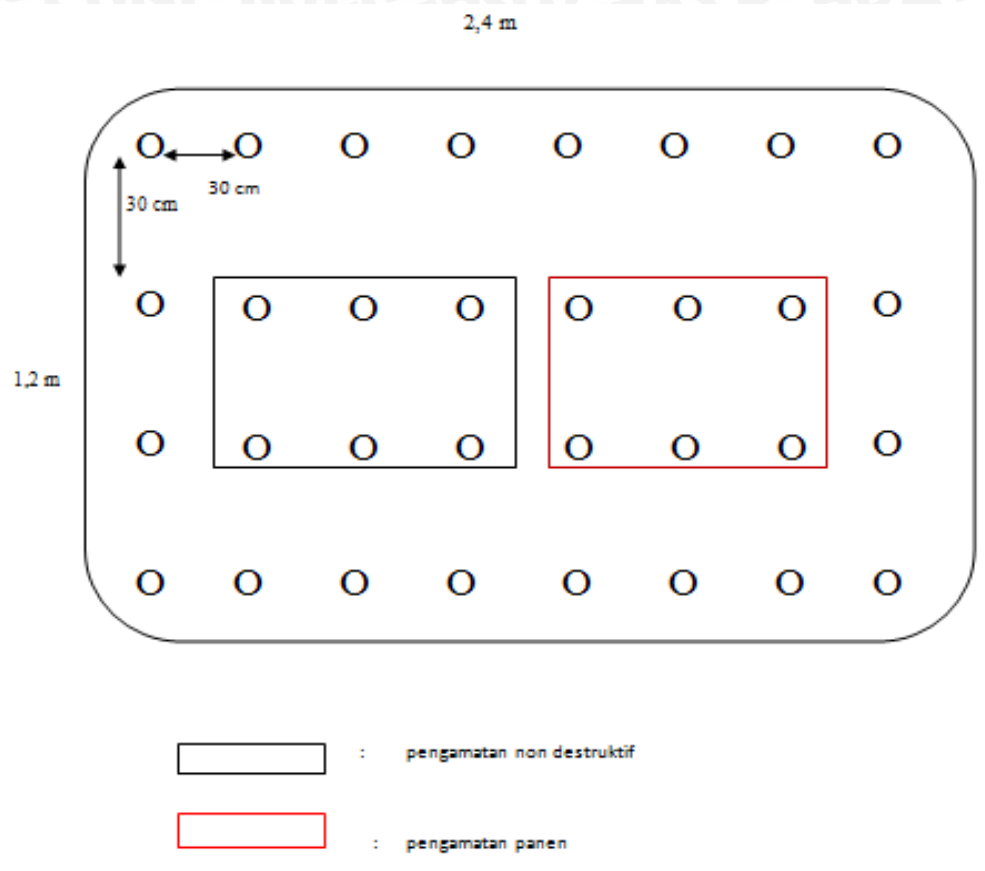 2,4 m
O O O O O O O O
30 cm
30 cm
O O O O O O O O
1,2 m
O O O O O O O O
O O O O O O O O
: pengamatan non destruktif
: pengamatan panen